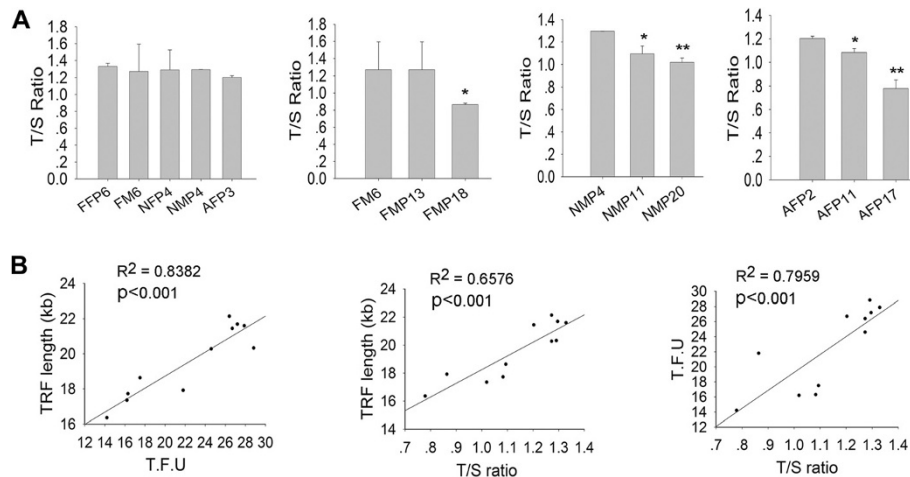 A
T/S Ratio
1.8
1.6
1.4
1.2
1.0
0.8
0.6
0.4
0.2
0.0
FFP6 FM6 NFP4 NMP4 AFP3
T/S Ratio
1.8
1.6
1.4
1.2
1.0
.8
.6
.4
.2
0.0
*
FM6 FMP13 FMP18
T/S Ratio
1.4
1.2
1.0
.8
.6
.4
.2
0.0
* **
NMP4 NMP11 NMP20
T/S Ratio
1.4
1.2
1.0
.8
.6
.4
.2
0.0
* **
AFP2 AFP11 AFP17
B
R2 = 0.8382
p<0.001
TRF length (kb)
24
22
20
18
16
12 14 16 18 20 22 24 26 28 30
T.F.U
R2 = 0.6576
p<0.001
TRF length (kb)
24
22
20
18
16
14
.7 .8 .9 1.0 1.1 1.2 1.3 1.4
T/S ratio
R2 = 0.7959
p<0.001
T.F.U
30
28
26
24
22
20
18
16
14
12
.7 .8 .9 1.0 1.1 1.2 1.3 1.4
T/S ratio